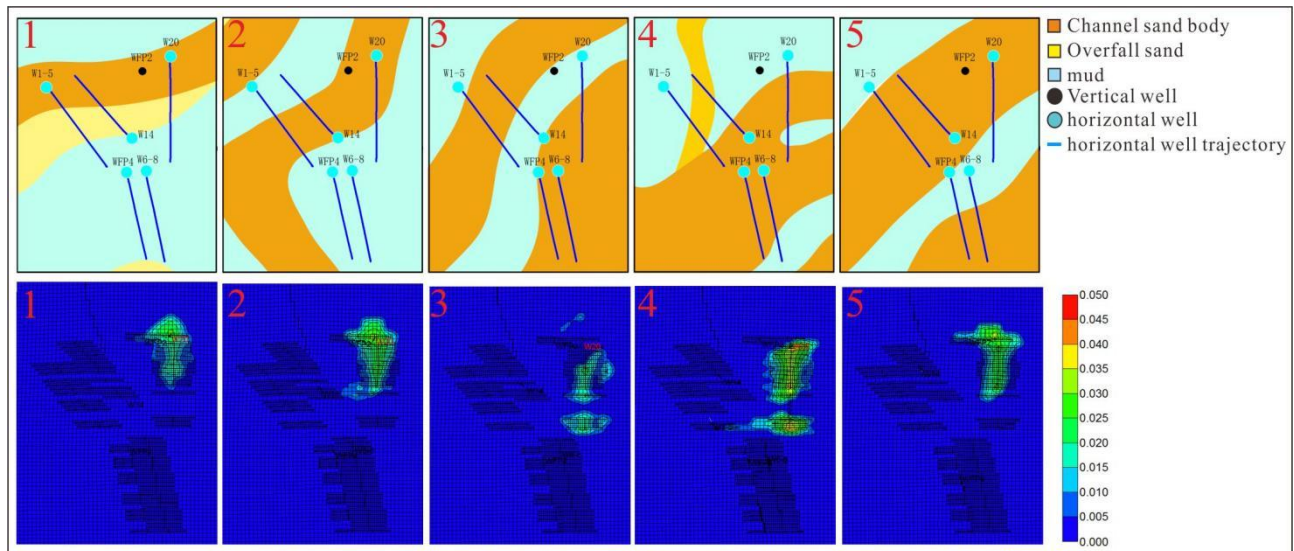 1
WFP2
W20
W1-5
W14
WFP4 W6-8
2
WFP2
W20
W1-5
W14
WFP4 W6-8
3
WFP2
W20
W1-5
W14
WFP4 W6-8
4
WFP2
W20
W1-5
W14
WFP4 W6-8
5
WFP2
W20
W1-5
W14
WFP4 W6-8
Channel sand body
Overfall sand
mud
Vertical well
horizontal well
horizontal well trajectory
1
2
3
W20
4
5
0.050
0.045
0.040
0.035
0.030
0.025
0.020
0.015
0.010
0.005
0.000